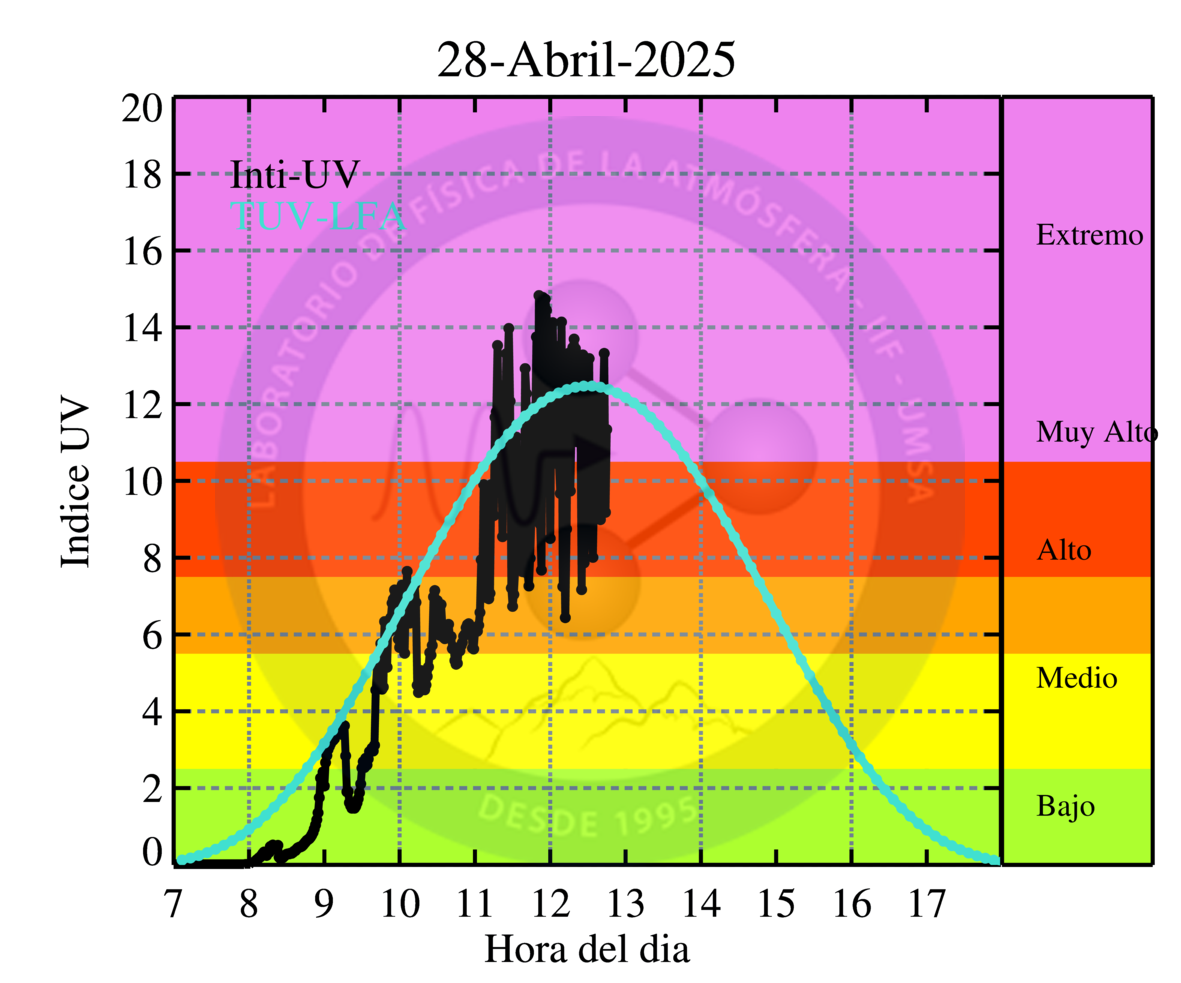 28-Abril-2025
Inti-UV
TUV-LFA
LABORATORIO DE FÍSICA DE LA ATMÓSFERA - IIF - UMSA
DESDE 1995
Indice UV
20
18
16
14
12
10
8
6
4
2
0
Extremo
Muy Alto
Alto
Medio
Bajo
7 8 9 10 11 12 13 14 15 16 17
Hora del dia